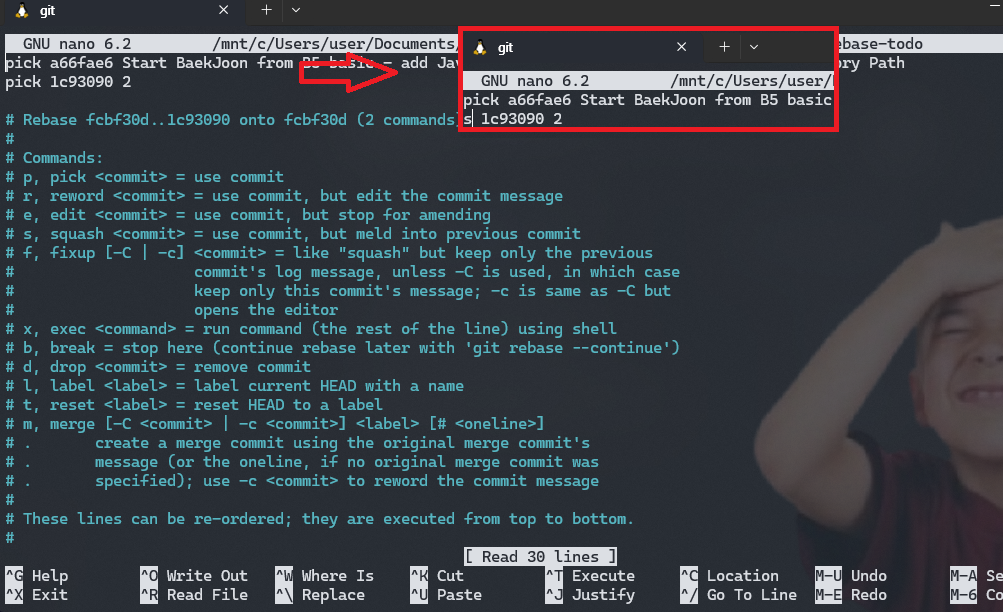 git
GNU nano 6.2 /mnt/c/Users/user/Documents/ ebase-todo
pick a66fae6 Start BaekJoon from B5 basic - add Jav ory Path
pick 1c93090 2
git
GNU nano 6.2 /mnt/c/Users/user/
pick a66fae6 Start BaekJoon from B5 basic
s 1c93090 2
# Rebase fcbf30d..1c93090 onto fcbf30d (2 commands)
#
# Commands:
# p, pick <commit> = use commit
# r, reword <commit> = use commit, but edit the commit message
# e, edit <commit> = use commit, but stop for amending
# s, squash <commit> = use commit, but meld into previous commit
# f, fixup [-C | -c] <commit> = like "squash" but keep only the previous
# commit's log message, unless -C is used, in which case
# keep only this commit's message; -c is same as -C but
# opens the editor
# x, exec <command> = run command (the rest of the line) using shell
# b, break = stop here (continue rebase later with 'git rebase --continue')
# d, drop <commit> = remove commit
# l, label <label> = label current HEAD with a name
# t, reset <label> = reset HEAD to a label
# m, merge [-C <commit> | -c <commit>] <label> [# <oneline>]
# . create a merge commit using the original merge commit's
# . message (or the oneline, if no original merge commit was
# . specified); use -c <commit> to reword the commit message
#
# These lines can be re-ordered; they are executed from top to bottom.
#
[ Read 30 lines ]
^G Help ^O Write Out ^W Where Is ^K Cut ^T Execute ^C Location M-U Undo M-A Se
^X Exit ^R Read File ^\ Replace ^U Paste ^J Justify ^/ Go To Line M-E Redo M-6 Co